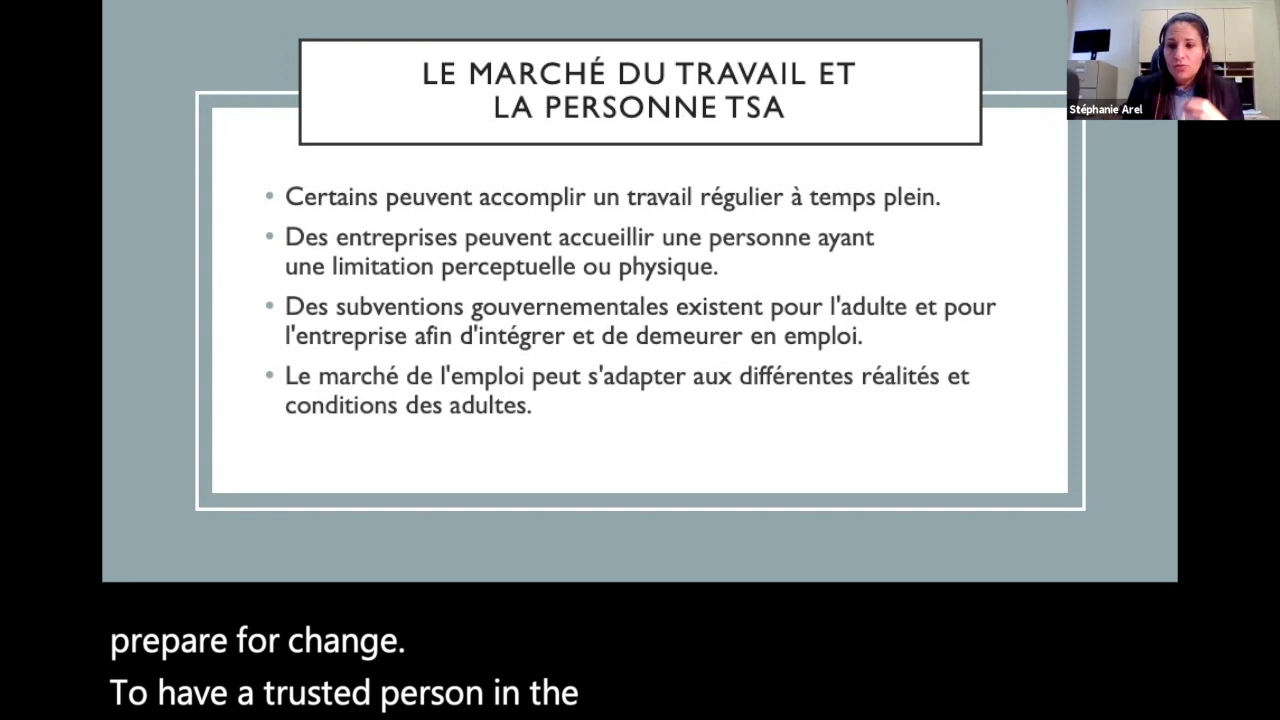 LE MARCHÉ DU TRAVAIL ET
LA PERSONNE TSA
Stéphanie Arel
• Certains peuvent accomplir un travail régulier à temps plein.
• Des entreprises peuvent accueillir une personne ayant
une limitation perceptuelle ou physique.
• Des subventions gouvernementales existent pour l'adulte et pour
l'entreprise afin d'intégrer et de demeurer en emploi.
• Le marché de l'emploi peut s'adapter aux différentes réalités et
conditions des adultes.
prepare for change.
To have a trusted person in the